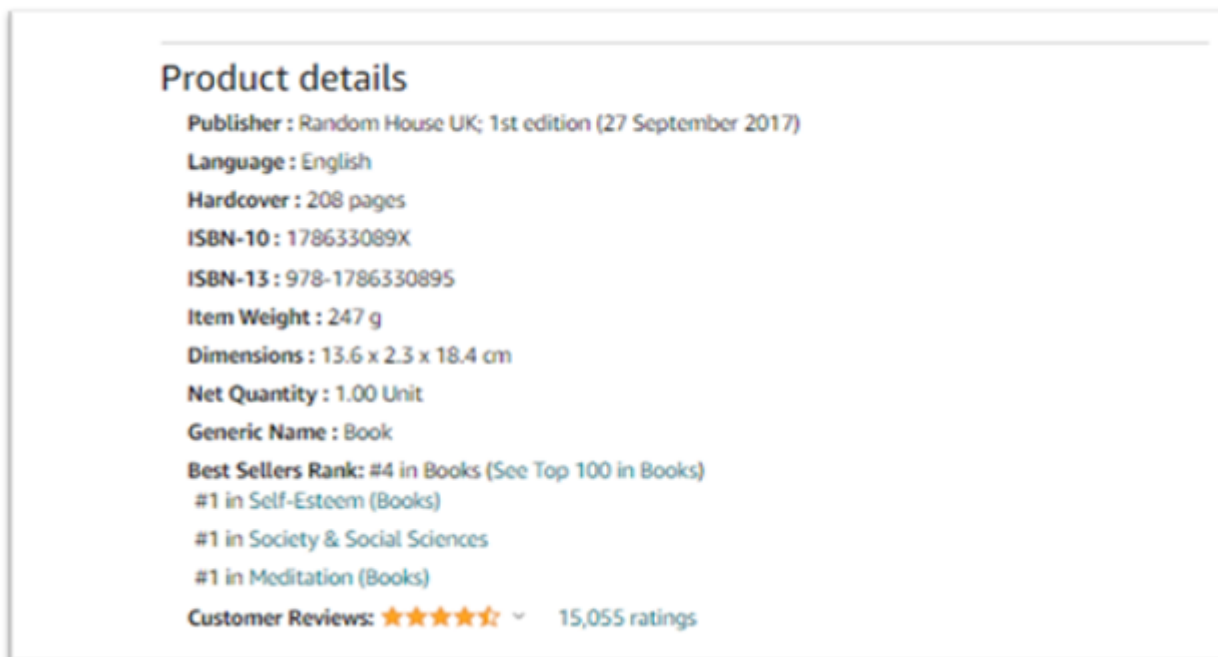 Product details
Publisher : Random House UK; 1st edition (27 September 2017)
Language : English
Hardcover : 208 pages
ISBN-10 : 178633089X
ISBN-13 : 978-1786330895
Item Weight : 247 g
Dimensions : 13.6 x 2.3 x 18.4 cm
Net Quantity : 1.00 Unit
Generic Name : Book
Best Sellers Rank: #4 in Books (See Top 100 in Books)
#1 in Self-Esteem (Books)
#1 in Society & Social Sciences
#1 in Meditation (Books)
Customer Reviews: 15,055 ratings